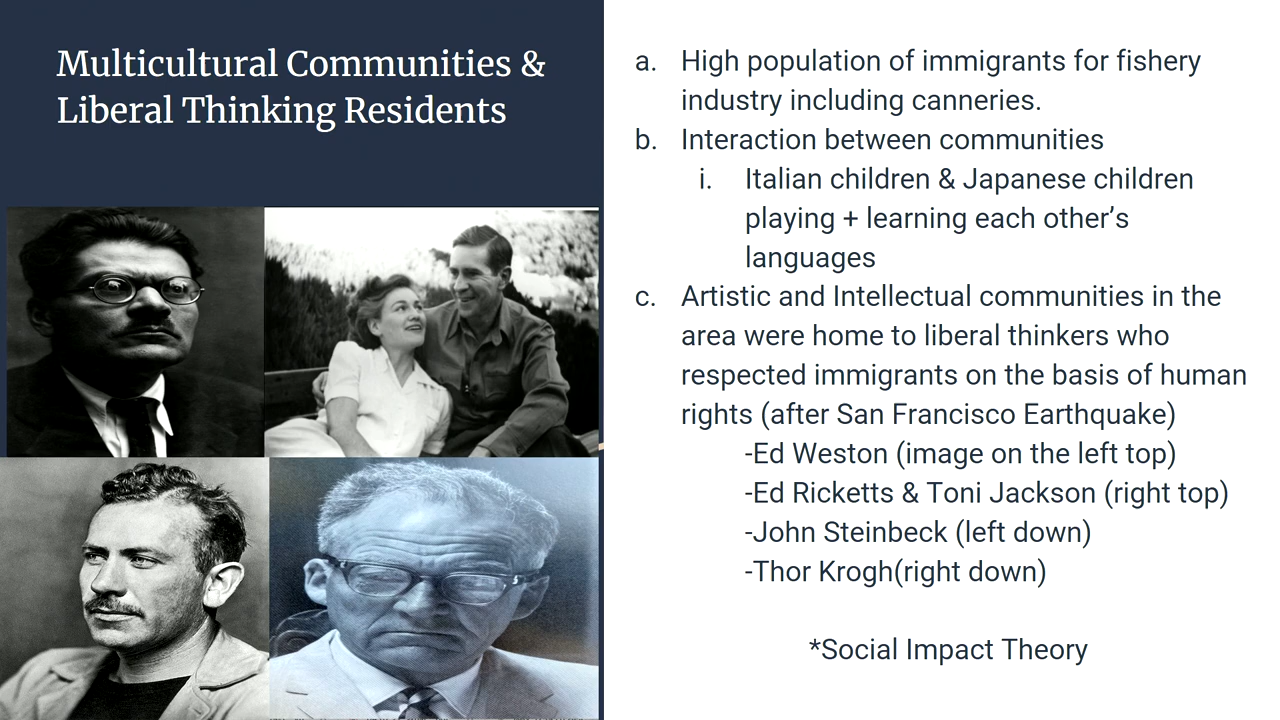 Multicultural Communities &
Liberal Thinking Residents
a. High population of immigrants for fishery
industry including canneries.
b. Interaction between communities
i. Italian children & Japanese children
playing + learning each other’s
languages
c. Artistic and Intellectual communities in the
area were home to liberal thinkers who
respected immigrants on the basis of human
rights (after San Francisco Earthquake)
-Ed Weston (image on the left top)
-Ed Ricketts & Toni Jackson (right top)
-John Steinbeck (left down)
-Thor Krogh(right down)
*Social Impact Theory